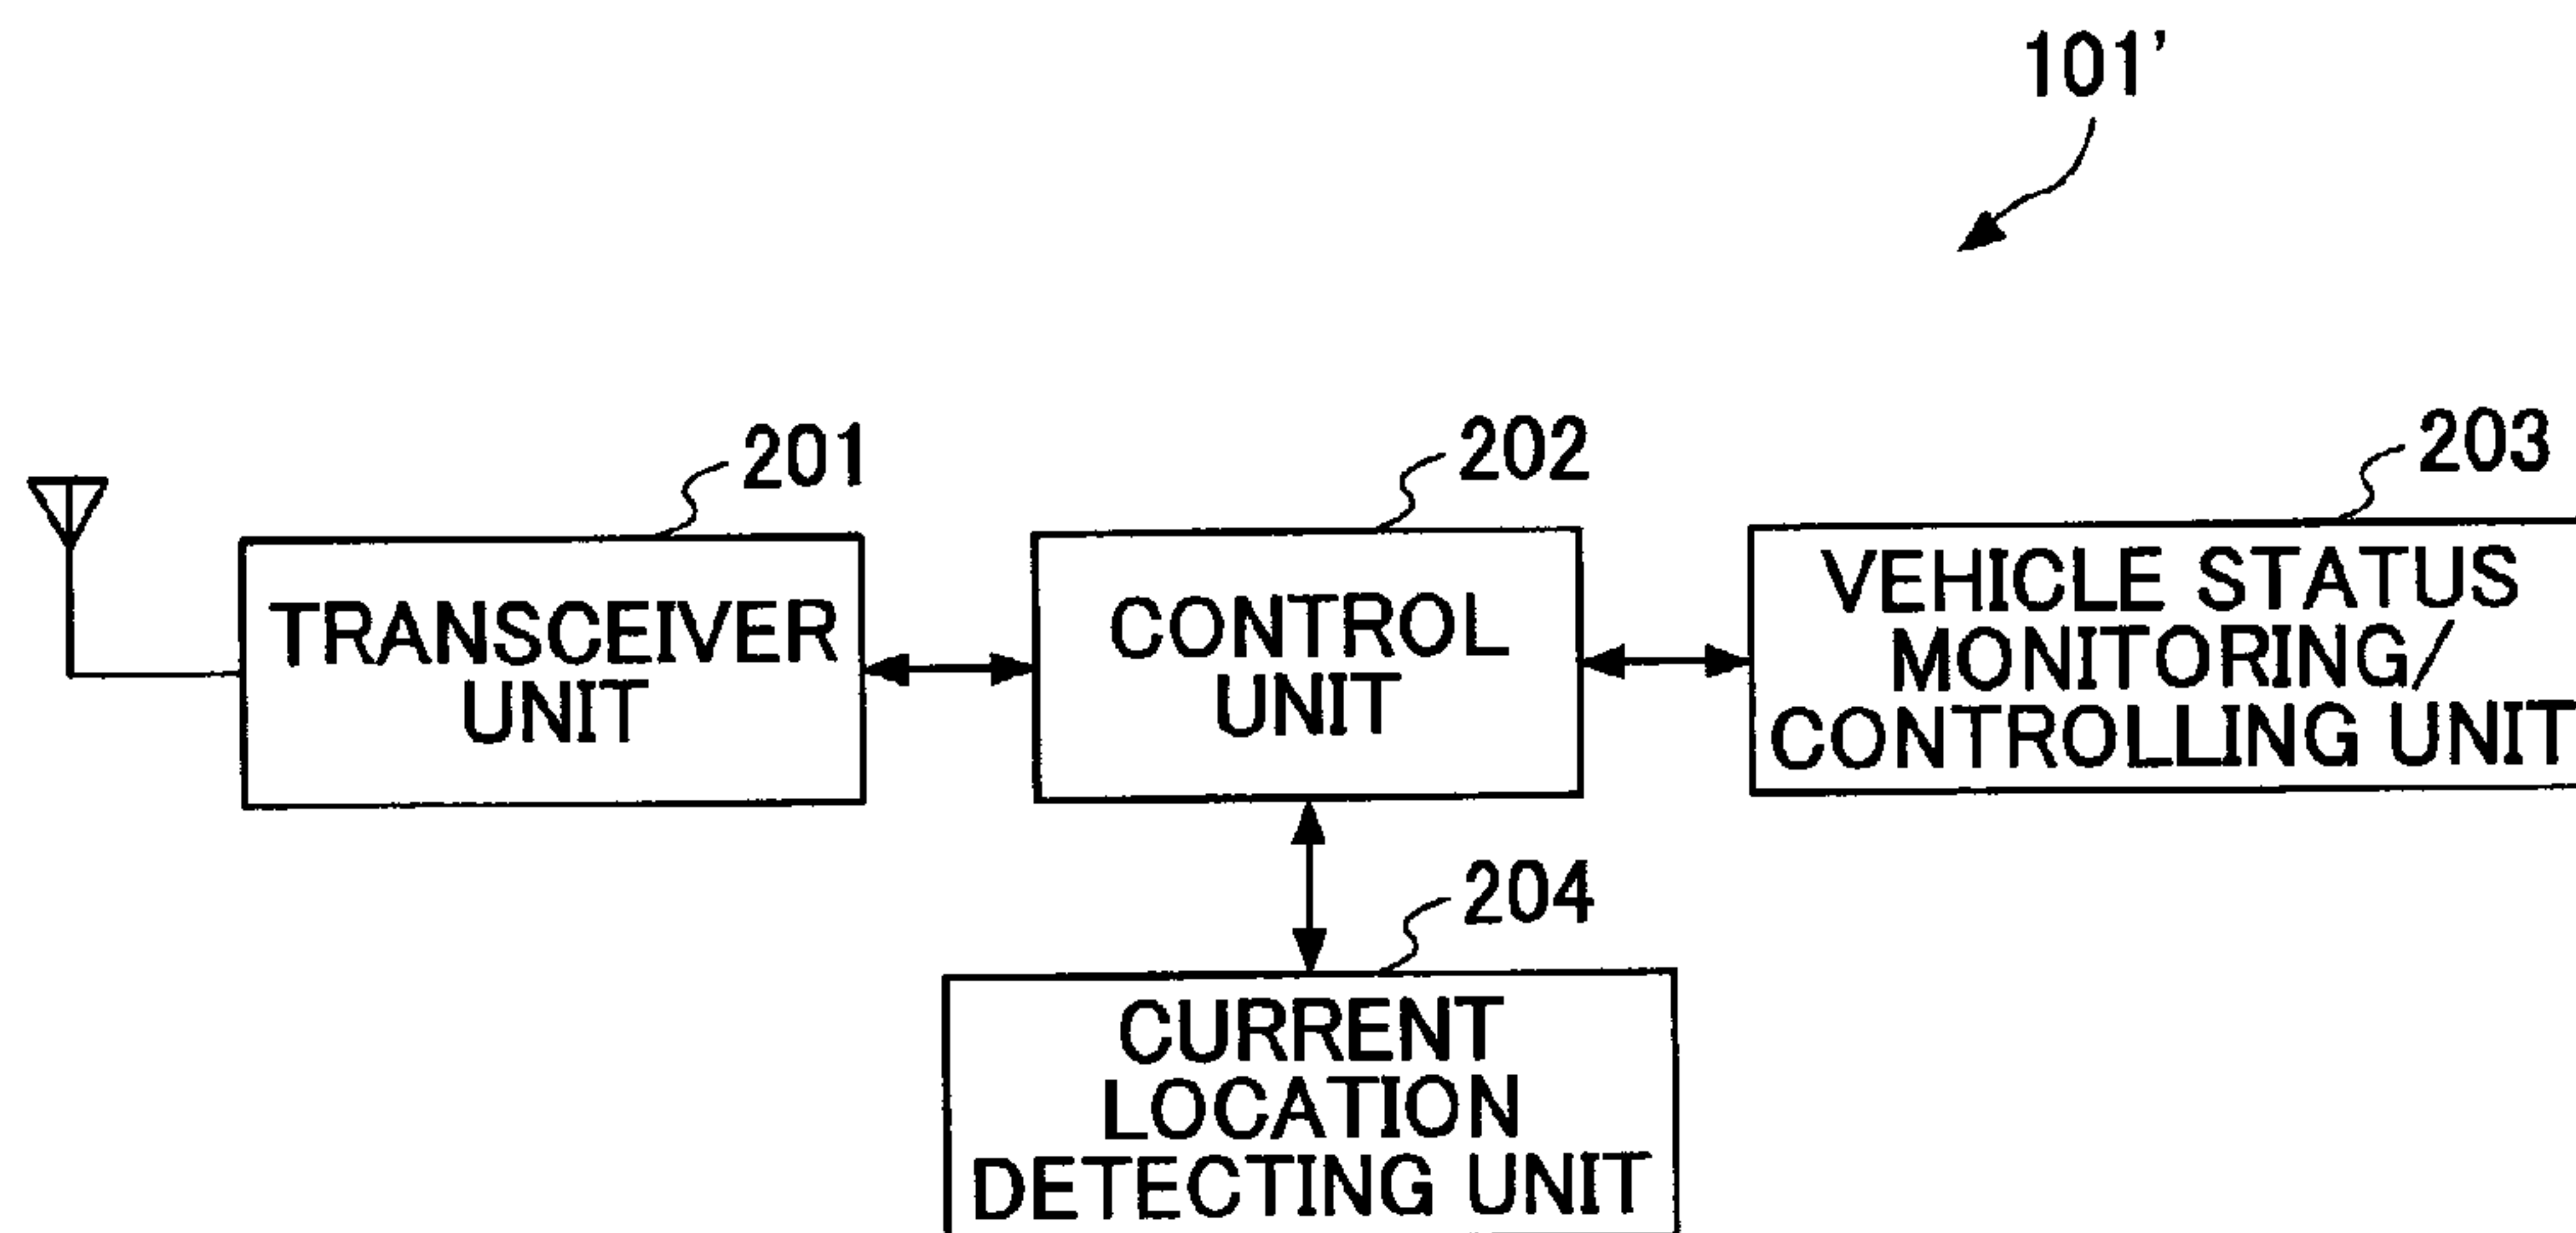 101'
201
202
203
TRANSCEIVER
UNIT
CONTROL
UNIT
VEHICLE STATUS
MONITORING/
CONTROLLING UNIT
204
CURRENT
LOCATION
DETECTING UNIT